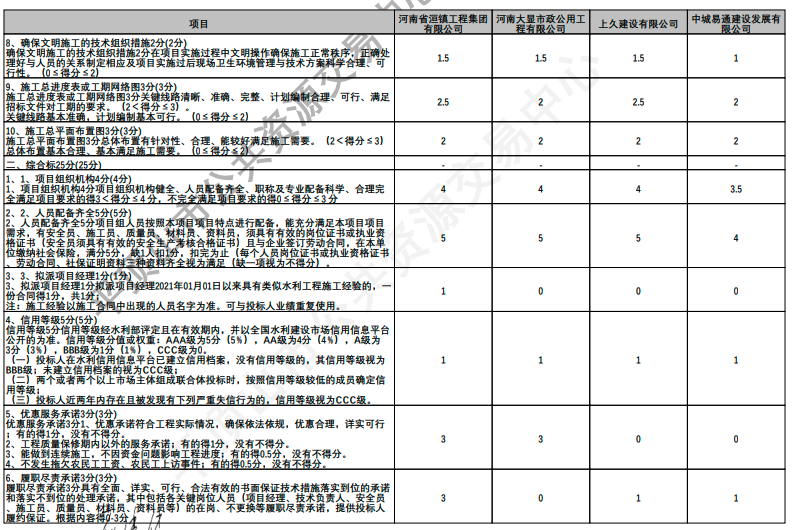 项目 河南省洹镇工程集团有限公司 河南大显市政公用工程有限公司 上久建设有限公司 中城易通建设发展有限公司
8、确保文明施工的技术组织措施2分(2分)
确保文明施工的技术组织措施2分在项目实施过程中文明操作确保施工正常秩序，正确处
理好与人员的关系制定相应及项目实施过后现场卫生环境管理与技术方案科学合理、可
行性。（0≤得分≤2）
1.5 1.5 1.5 1
9、施工总进度表或工期网络图3分(3分)
施工总进度表或工期网络图3分关键线路清晰、准确、完整、计划编制合理、可行、满足
招标文件对工期的要求。（2＜得分≤3）。
关键线路基本准确，计划编制基本可行。（0≤得分≤2）
2.5 2 2.5 2
10、施工总平面布置图3分(3分)
施工总平面布置图3分总体布置有针对性、合理、能较好满足施工需要。（2＜得分≤3）
总体布置基本合理、基本满足施工需要。（0≤得分≤2）
2 2 2 2
二、综合标25分(25分)
- - - -
1、1、项目组织机构4分(4分)
1、项目组织机构4分项目组织机构健全、人员配备齐全、职称及专业配备科学、合理完
全满足项目要求的得3＜得分≤4 分，不完全满足项目要求的得0≤得分≤3 分
4 4 4 3.5
2、2、人员配备齐全5分(5分)
2、人员配备齐全5分项目组人员按照本项目项目特点进行配备，能充分满足本项目项目
需求，有安全员、施工员、质量员、材料员、资料员，须具有有效的岗位证书或执业资
格证书（安全员须具有有效的安全生产考核合格证书）且与企业签订劳动合同，在本单
位缴纳社会保险，满分5分，缺1人扣1分，扣完为止（每个人员岗位证书或执业资格证书
、劳动合同、社保证明资料三种资料齐全视为满足（缺一项视为不得分）。
5 5 5 4
3、3、拟派项目经理1分(1分)
3、拟派项目经理1分拟派项目经理2021年01月01日以来具有类似水利工程施工经验的，一
份合同得1分，共1分。
注：施工经验以施工合同中出现的人员名字为准。可与投标人业绩重复使用。
1 0 0 0
4、信用等级5分(5分)
信用等级5分信用等级经水利部评定且在有效期内，并以全国水利建设市场信用信息平台
公开的为准。信用等级分值或权重：AAA级为5分（5%），AA级为4分（4%），A级为
3分（3%），BBB级为1分（1%），CCC级为0。
（一）投标人在水利信用信息平台已建立信用档案，没有信用等级的，其信用等级视为
BBB级；未建立信用档案的视为CCC级；
（二）两个或者两个以上市场主体组成联合体投标时，按照信用等级较低的成员确定信
用等级；
（三）投标人近两年内存在且被发现有下列严重失信行为的，信用等级视为CCC级。
1 1 1 1
5、优惠服务承诺3分(3分)
优惠服务承诺3分1、优惠承诺符合工程实际情况，确保依法依规，优惠合理，详实可行
；有的得1分，没有不得分。
2、工程质量保修期内以外的服务承诺；有的得1分，没有不得分。
3、能做到连续施工，不因资金问题影响工程进度；有的得0.5分，没有不得分。
4、不发生拖欠农民工工资、农民工上访事件；有的得0.5分，没有不得分。
3 3 0 0
6、履职尽责承诺3分(3分)
履职尽责承诺3分具有全面、详实、可行、合法有效的书面保证技术措施落实到位的承诺
和落实不到位的处理承诺，其中包括各关键岗位人员（项目经理、技术负责人、安全员
、施工员、质量员、材料员、资料员等）的在岗、不更换等履职尽责承诺，提供投标人
履约保证。根据内容得0-3分
3 0 1 1